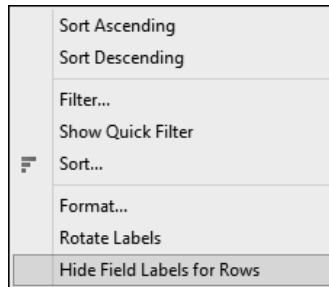 Sort Ascending
Sort Descending
Filter...
Show Quick Filter
Sort...
Format...
Rotate Labels
Hide Field Labels for Rows